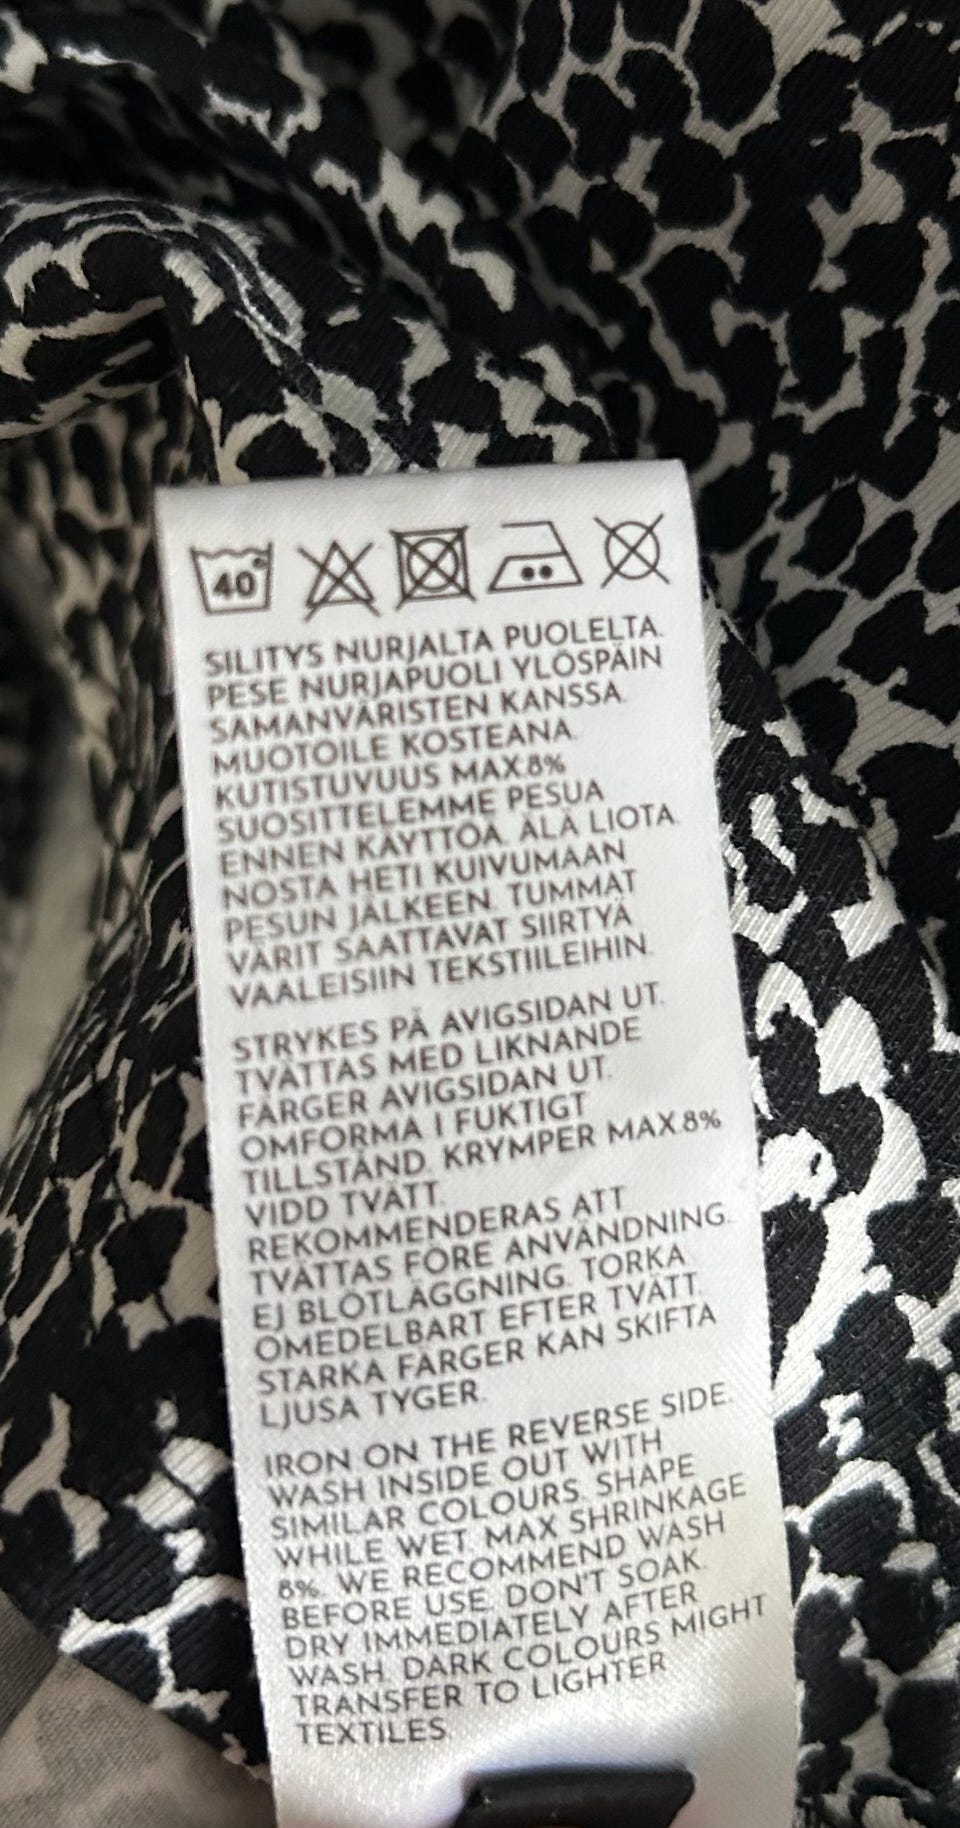 40°
SILITYS NURJALTA PUOLELTA.
PESE NURJAPUOLI YLÖSPÄIN
SAMANVÄRISTEN KANSSA.
MUOTOILE KOSTEANA.
KUTISTUVUUS MAX.8%
SUOSITTELEMME PESUA
ENNEN KÄYTTÖÄ. ÄLÄ LIOTA.
NOSTA HETI KUIVUMAAN
PESUN JÄLKEEN. TUMMAT
VÄRIT SAATTAVAT SIIRTYÄ
VAALEISIIN TEKSTIILEIHIN.
STRYKES PÅ AVIGSIDAN UT.
TVÄTTAS MED LIKNANDE
FÄRGER AVIGSIDAN UT.
OMFORMA I FUKTIGT
TILLSTÅND. KRYMPER MAX.8%
VIDD TVÄTT.
REKOMMENDERAS ATT
TVÄTTAS FÖRE ANVÄNDNING.
EJ BLÖTLÄGGNING. TORKA
OMEDELBART EFTER TVÄTT.
STARKA FÄRGER KAN SKIFTA
LJUSA TYGER.
IRON ON THE REVERSE SIDE.
WASH INSIDE OUT WITH
SIMILAR COLOURS. SHAPE
WHILE WET. MAX SHRINKAGE
8%. WE RECOMMEND WASH
BEFORE USE. DON'T SOAK.
DRY IMMEDIATELY AFTER
WASH. DARK COLOURS MIGHT
TRANSFER TO LIGHTER
TEXTILES.